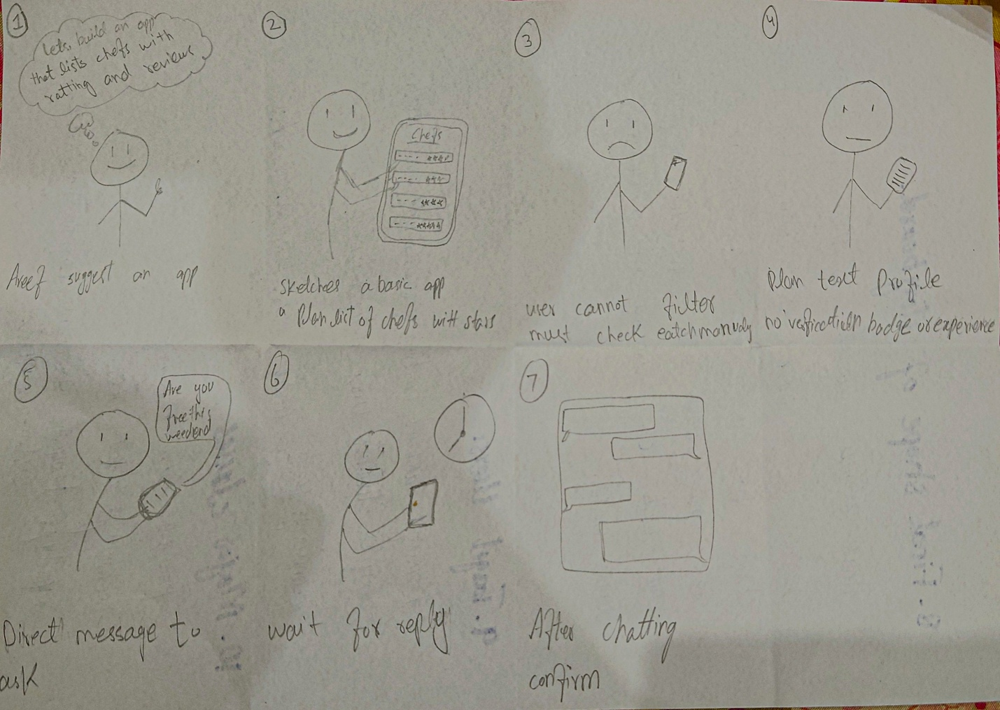 1
Lets, build an app
that lists chefs with
ratting and reviews
Areef suggest an app
2
Chefs
Sketches a basic app
a Plan list of chefs with stars
3
user cannot filter
must check eatch manualy
4
Plan text Profile
no verification badge or experience
5
Are you
free this
weekend
Direct message to
ask
6
wait for reply
7
After chatting
confirm